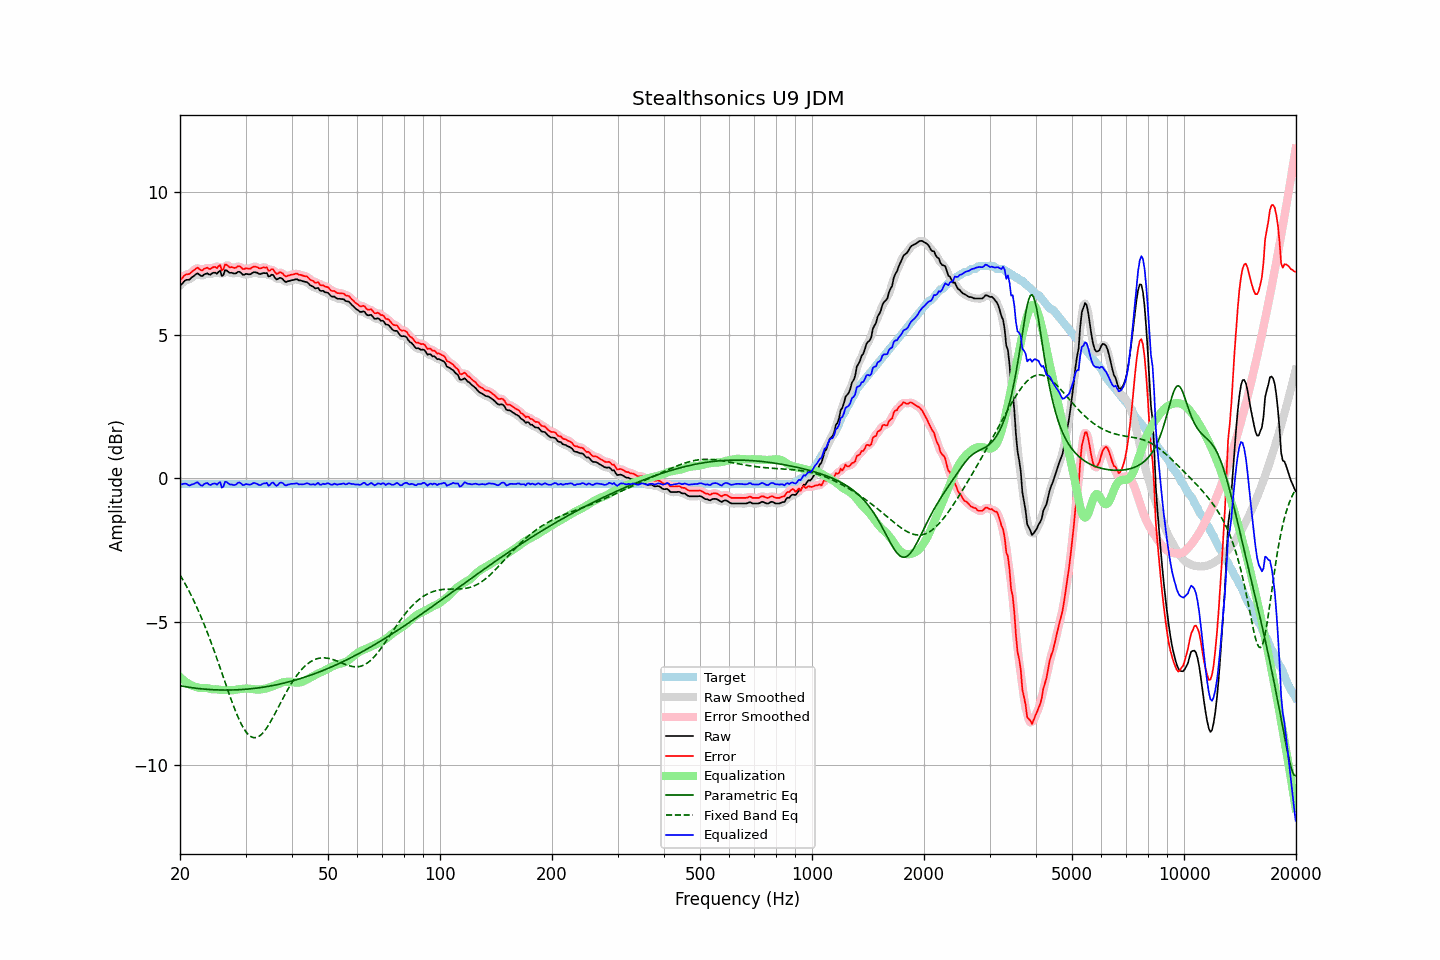 Stealthsonics U9 JDM
Amplitude (dBr)
10
5
0
−5
−10
Target
Raw Smoothed
Error Smoothed
Raw
Error
Equalization
Parametric Eq
Fixed Band Eq
Equalized
20 50 100 200 500 1000 2000 5000 10000 20000
Frequency (Hz)